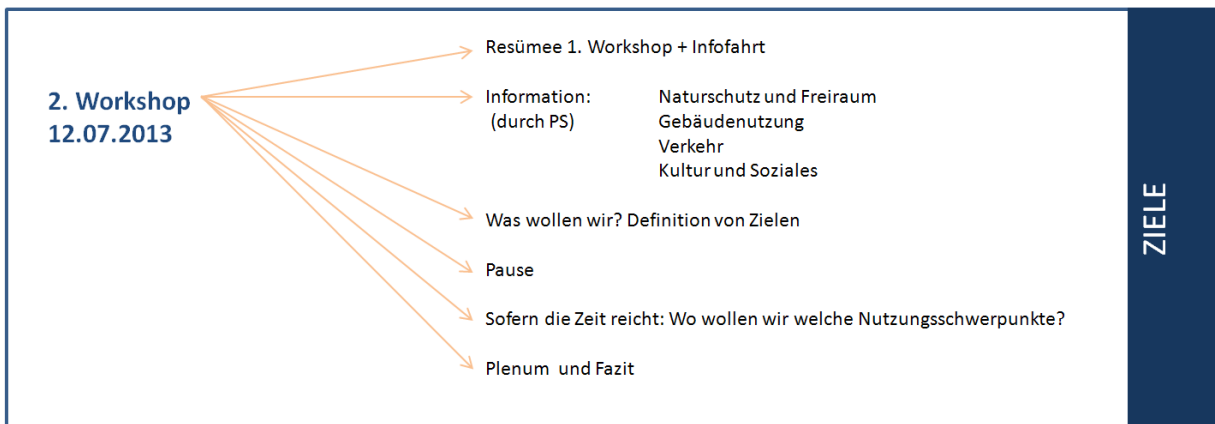 2. Workshop
12.07.2013
Resümee 1. Workshop + Infofahrt
Information: Naturschutz und Freiraum
(durch PS) Gebäudenutzung
Verkehr
Kultur und Soziales
Was wollen wir? Definition von Zielen
Pause
Sofern die Zeit reicht: Wo wollen wir welche Nutzungsschwerpunkte?
Plenum und Fazit
ZIELE